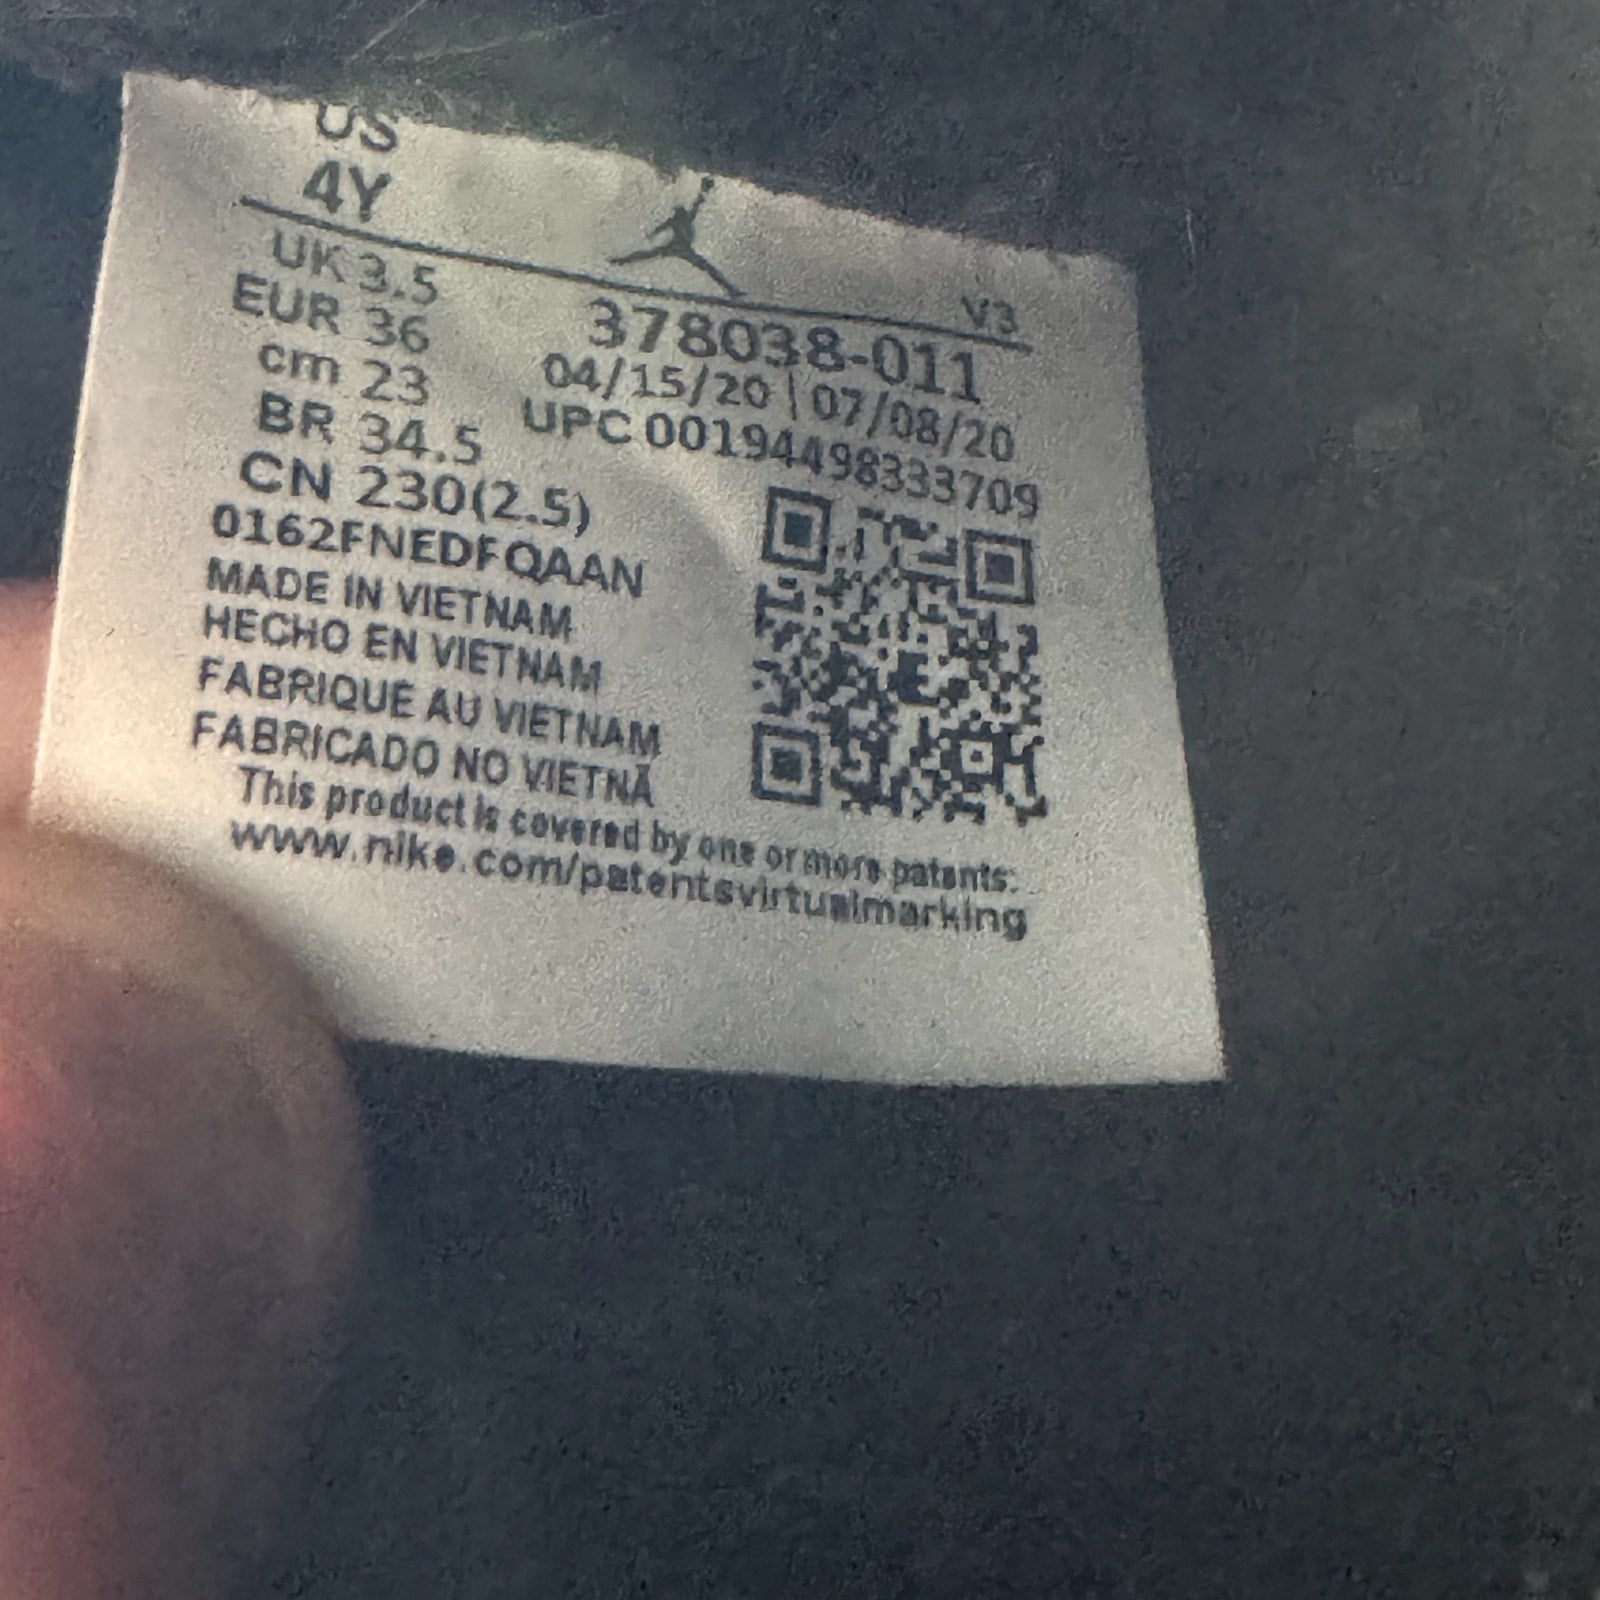 US
4Y
V3
UK 3.5
EUR 36
cm 23
BR 34.5
CN 230(2.5)
378038-011
04/15/20 | 07/08/20
UPC 00194498333709
0162FNEDFQAAN
MADE IN VIETNAM
HECHO EN VIETNAM
FABRIQUE AU VIETNAM
FABRICADO NO VIETNÃ
This product is covered by one or more patents:
www.nike.com/patentsvirtualmarking